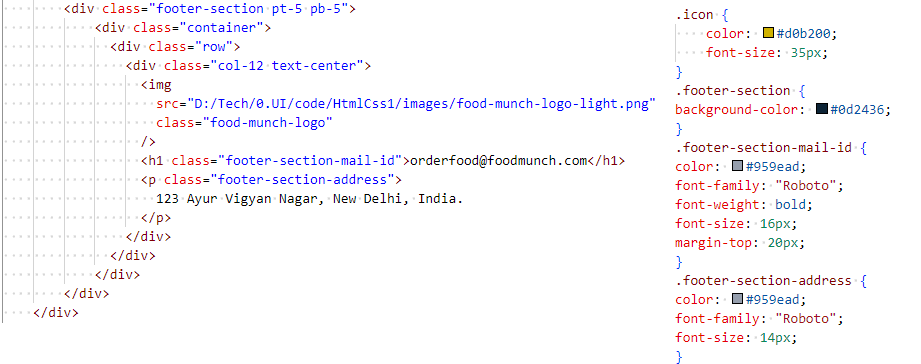 <div class="footer-section pt-5 pb-5">
<div class="container">
<div class="row">
<div class="col-12 text-center">
<img
src="D:/Tech/0.UI/code/HtmlCss1/images/food-munch-logo-light.png"
class="food-munch-logo"
/>
<h1 class="footer-section-mail-id">orderfood@foodmunch.com</h1>
<p class="footer-section-address">
123 Ayur Vigyan Nagar, New Delhi, India.
</p>
</div>
</div>
</div>
</div>
</div>
.icon {
color: #d0b200;
font-size: 35px;
}
.footer-section {
background-color: #0d2436;
}
.footer-section-mail-id {
color: #959ead;
font-family: "Roboto";
font-weight: bold;
font-size: 16px;
margin-top: 20px;
}
.footer-section-address {
color: #959ead;
font-family: "Roboto";
font-size: 14px;
}